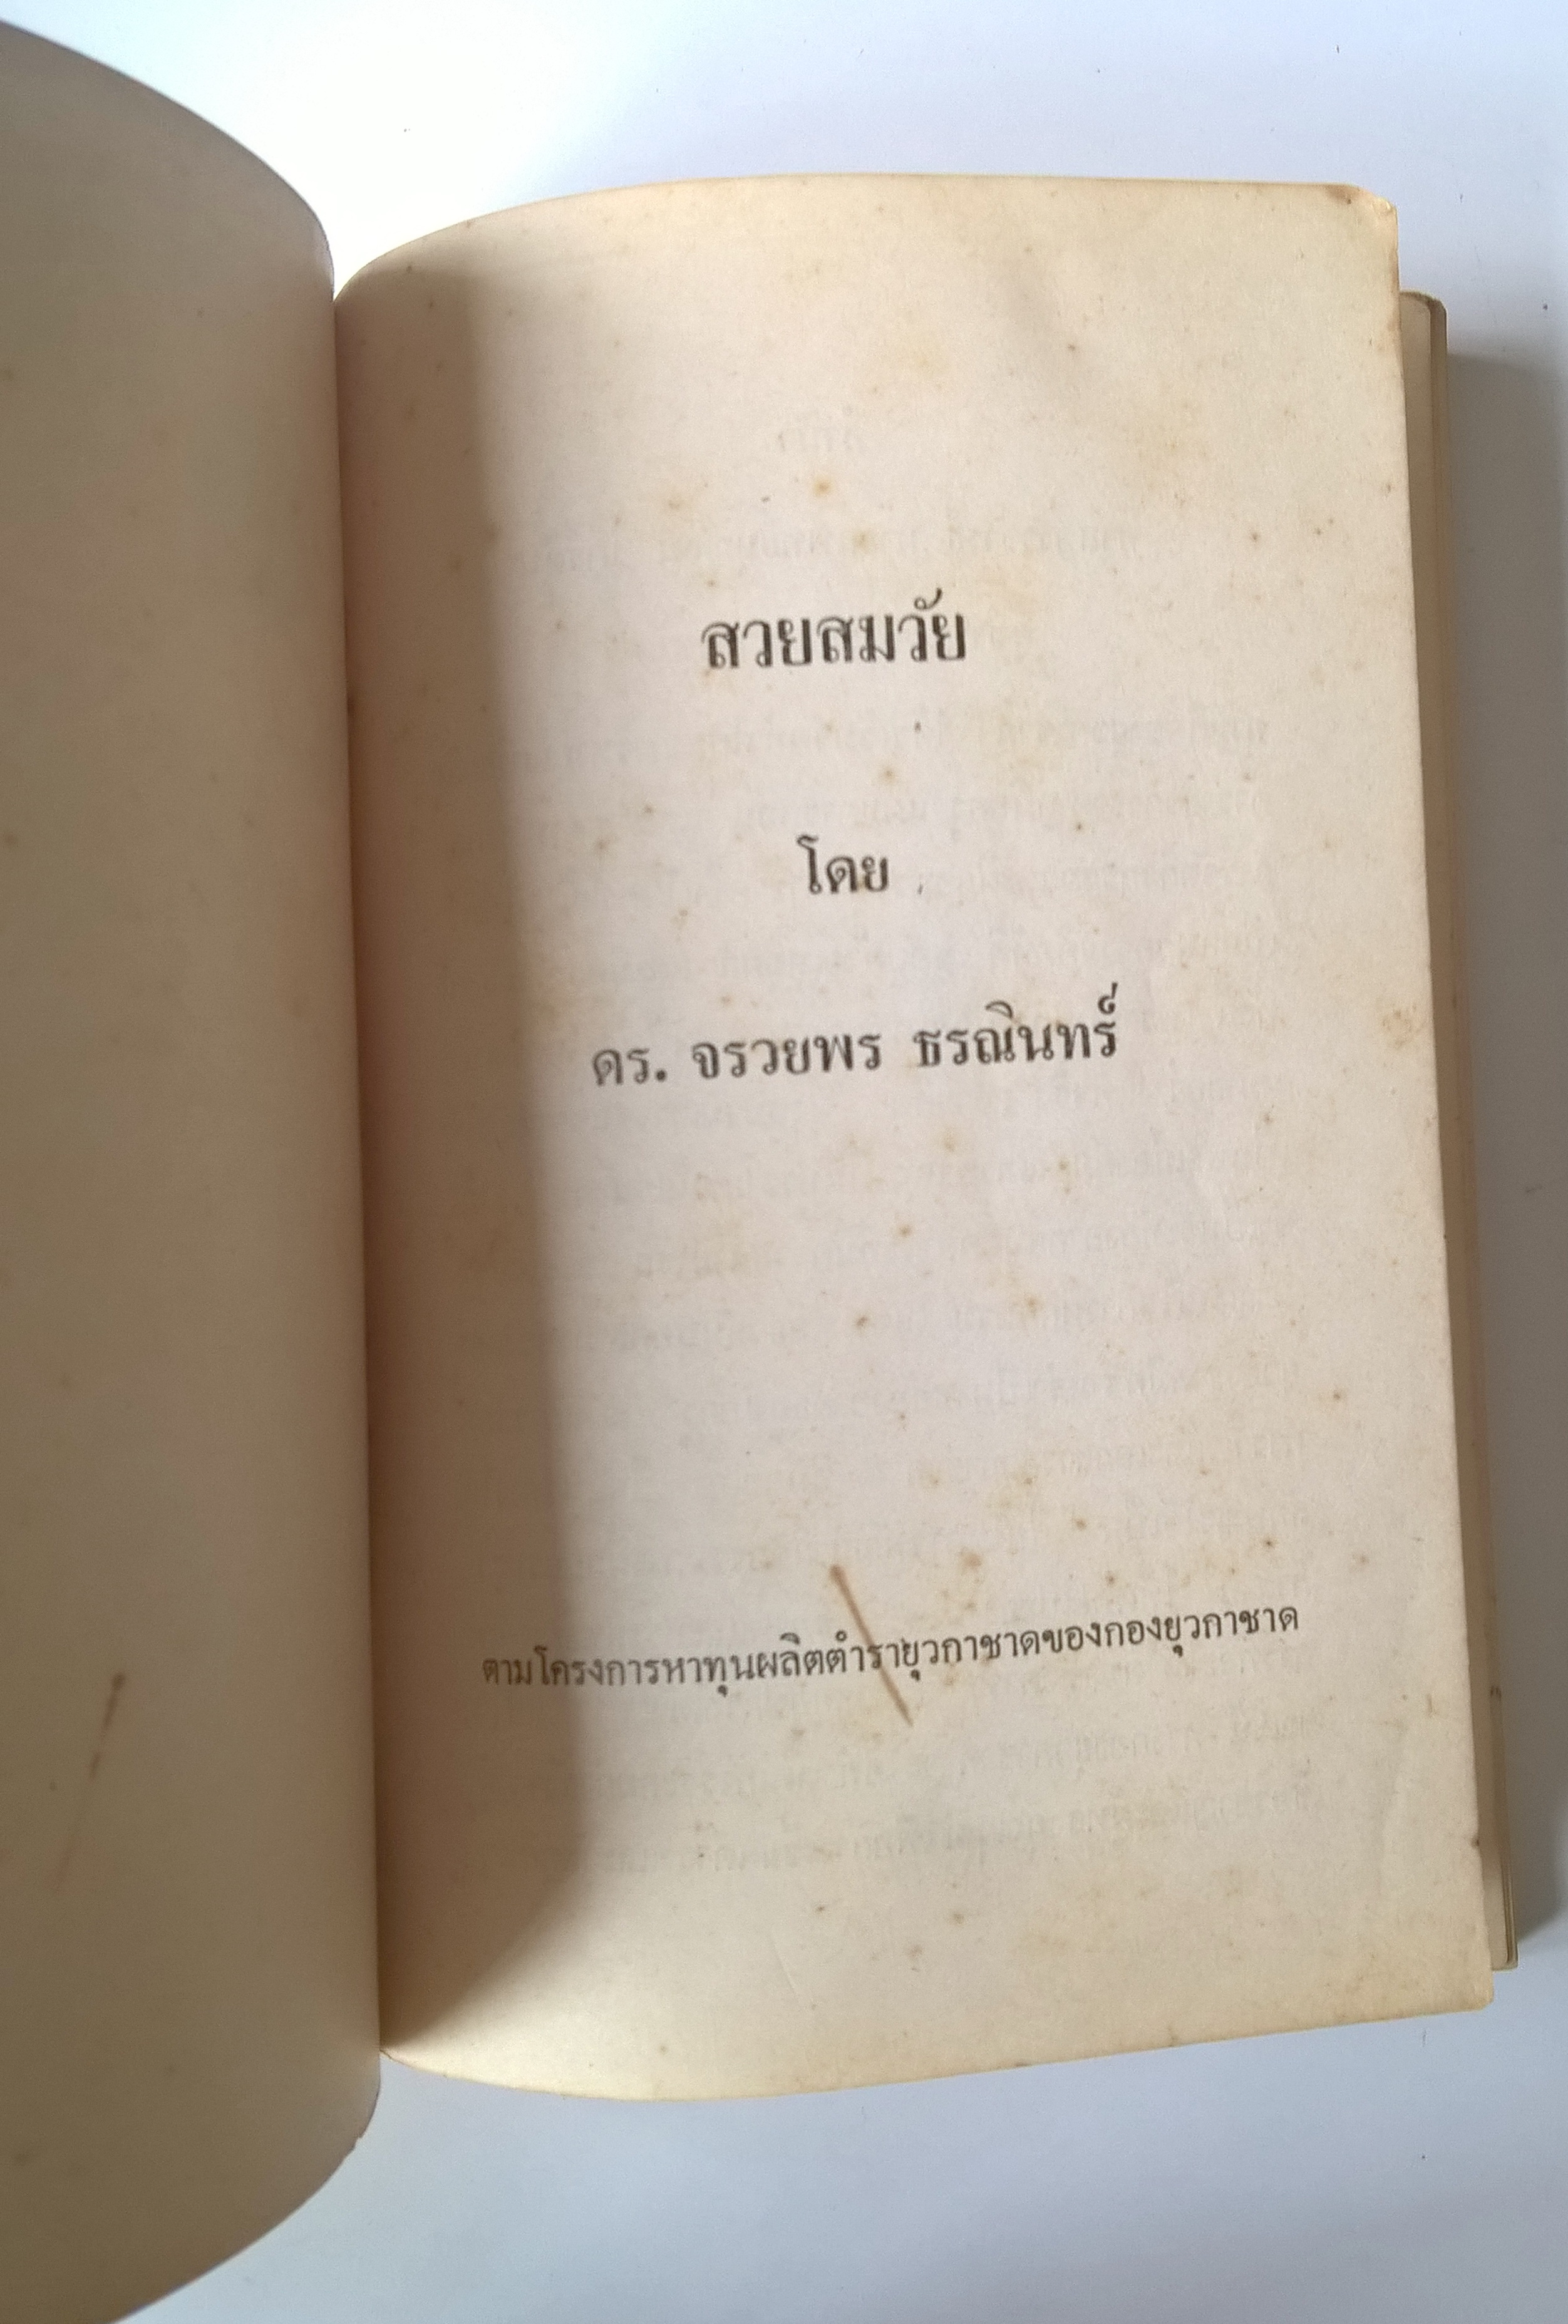 สวยสมวัย
โดย
ดร. จรวยพร ธรณินทร์
ตามโครงการหาทุนผลิตตำรายุวกาชาดของกองยุวกาชาด